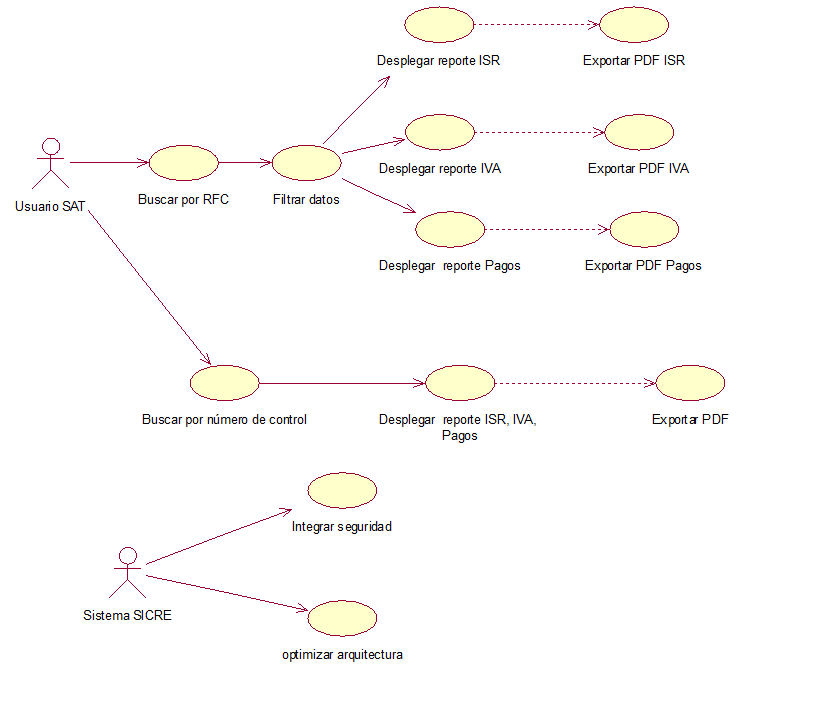 Desplegar reporte ISR
Exportar PDF ISR
Desplegar reporte IVA
Exportar PDF IVA
Usuario SAT
Buscar por RFC
Filtrar datos
Desplegar  reporte Pagos
Exportar PDF Pagos
Buscar por número de control
Desplegar  reporte ISR, IVA,
Pagos
Exportar PDF
Integrar seguridad
Sistema SICRE
optimizar arquitectura